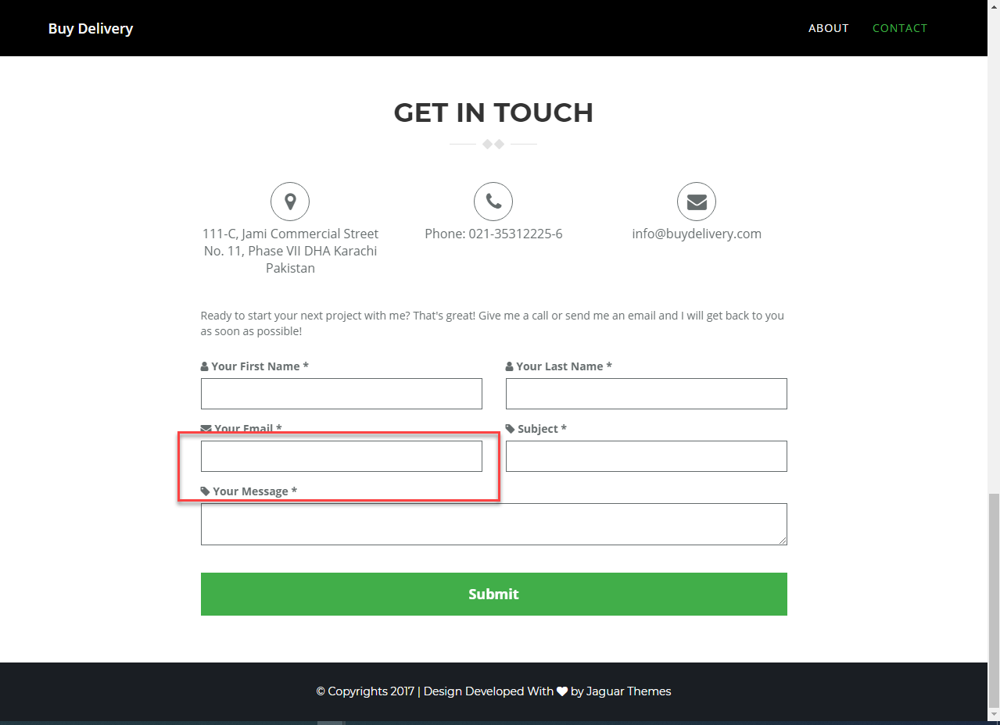 Buy Delivery
ABOUT
CONTACT
GET IN TOUCH
111-C, Jami Commercial Street
No. 11, Phase VII DHA Karachi
Pakistan
Phone: 021-35312225-6
info@buydelivery.com
Ready to start your next project with me? That's great! Give me a call or send me an email and I will get back to you
as soon as possible!
Your First Name *
Your Last Name *
Your Email *
Subject *
Your Message *
Submit
© Copyrights 2017 | Design Developed With ♥ by Jaguar Themes